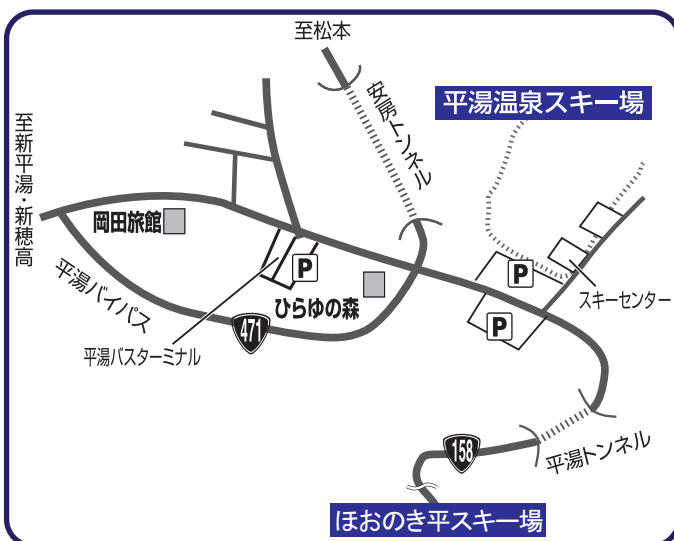 至松本
安房トンネル
平湯温泉スキー場
至新平湯・新穂高
岡田旅館
平湯バイパス
P
ひらゆの森
P
スキーセンター
P
471
平湯バスターミナル
158
平湯トンネル
ほおのき平スキー場